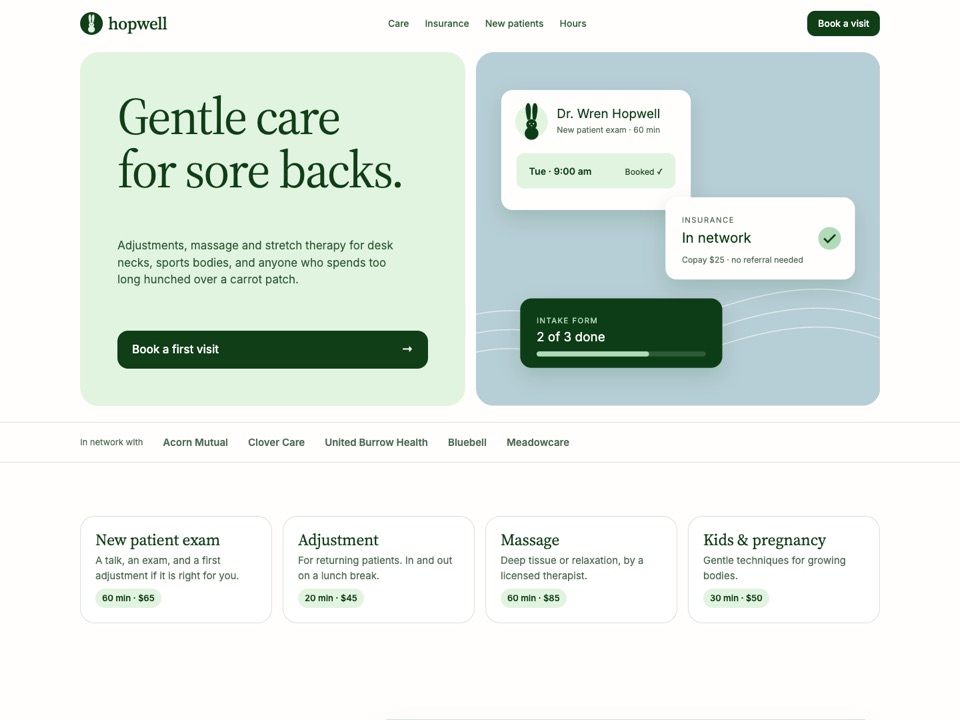 hopwell
Care
Insurance
New patients
Hours
Book a visit
Gentle care
for sore backs.
Adjustments, massage and stretch therapy for desk
necks, sports bodies, and anyone who spends too
long hunched over a carrot patch.
Book a first visit →
Dr. Wren Hopwell
New patient exam · 60 min
Tue · 9:00 am
Booked ✓
INSURANCE
In network
Copay $25 · no referral needed
INTAKE FORM
2 of 3 done
In network with
Acorn Mutual
Clover Care
United Burrow Health
Bluebell
Meadowcare
New patient exam
A talk, an exam, and a first
adjustment if it is right for you.
60 min · $65
Adjustment
For returning patients. In and out
on a lunch break.
20 min · $45
Massage
Deep tissue or relaxation, by a
licensed therapist.
60 min · $85
Kids & pregnancy
Gentle techniques for growing
bodies.
30 min · $50